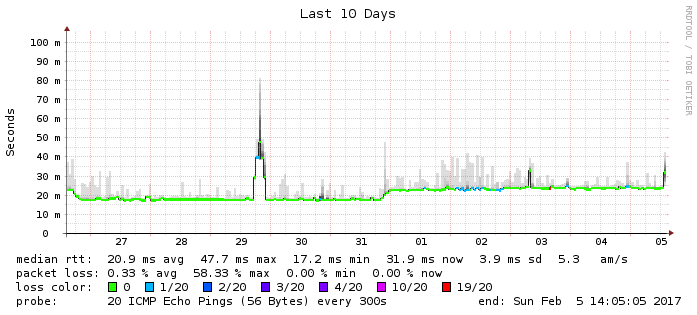 Last 10 Days
RRDTOOL / TOBI OETIKER
Seconds
100 m
90 m
80 m
70 m
60 m
50 m
40 m
30 m
20 m
10 m
0
27 28 29 30 31 01 02 03 04 05
median rtt: 20.9 ms avg 47.7 ms max 17.2 ms min 31.9 ms now 3.9 ms sd 5.3 am/s
packet loss: 0.33 % avg 58.33 % max 0.00 % min 0.00 % now
loss color: 0 1/20 2/20 3/20 4/20 10/20 19/20
probe: 20 ICMP Echo Pings (56 Bytes) every 300s end: Sun Feb 5 14:05:05 2017